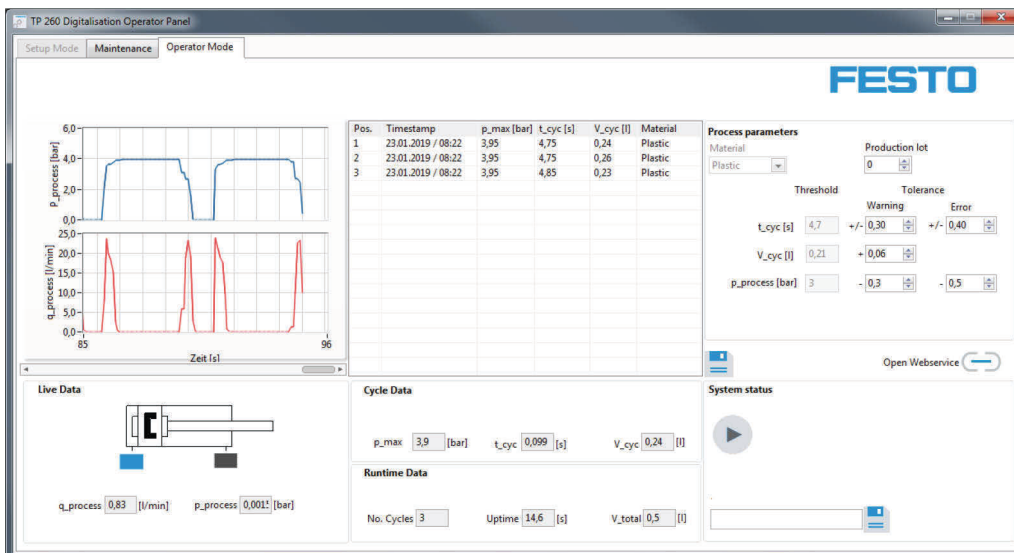 TP 260 Digitalisation Operator Panel
Setup Mode Maintenance Operator Mode
FESTO
6,0
4,0
2,0
0,0
p_process [bar]
25,0
20,0
15,0
10,0
5,0
0,0
q_process [l/min]
85 96
Zeit [s]
Pos. Timestamp p_max [bar] t_cyc [s] V_cyc [l] Material
1 23.01.2019 / 08:22 3,95 4,75 0,24 Plastic
2 23.01.2019 / 08:22 3,95 4,75 0,26 Plastic
3 23.01.2019 / 08:22 3,95 4,85 0,23 Plastic
Process parameters
Material Production lot
Plastic 0
Threshold Tolerance
Warning Error
t_cyc [s] 4,7 +/- 0,30 +/- 0,40
V_cyc [l] 0,21 + 0,06
p_process [bar] 3 - 0,3 - 0,5
Open Webservice
Live Data
q_process 0,83 [l/min] p_process [bar]
Cycle Data
p_max 3,9 [bar] t_cyc 0,099 [s] V_cyc 0,24 [l]
Runtime Data
No. Cycles 3 Uptime 14,6 [s] V_total 0,5 [l]
System status